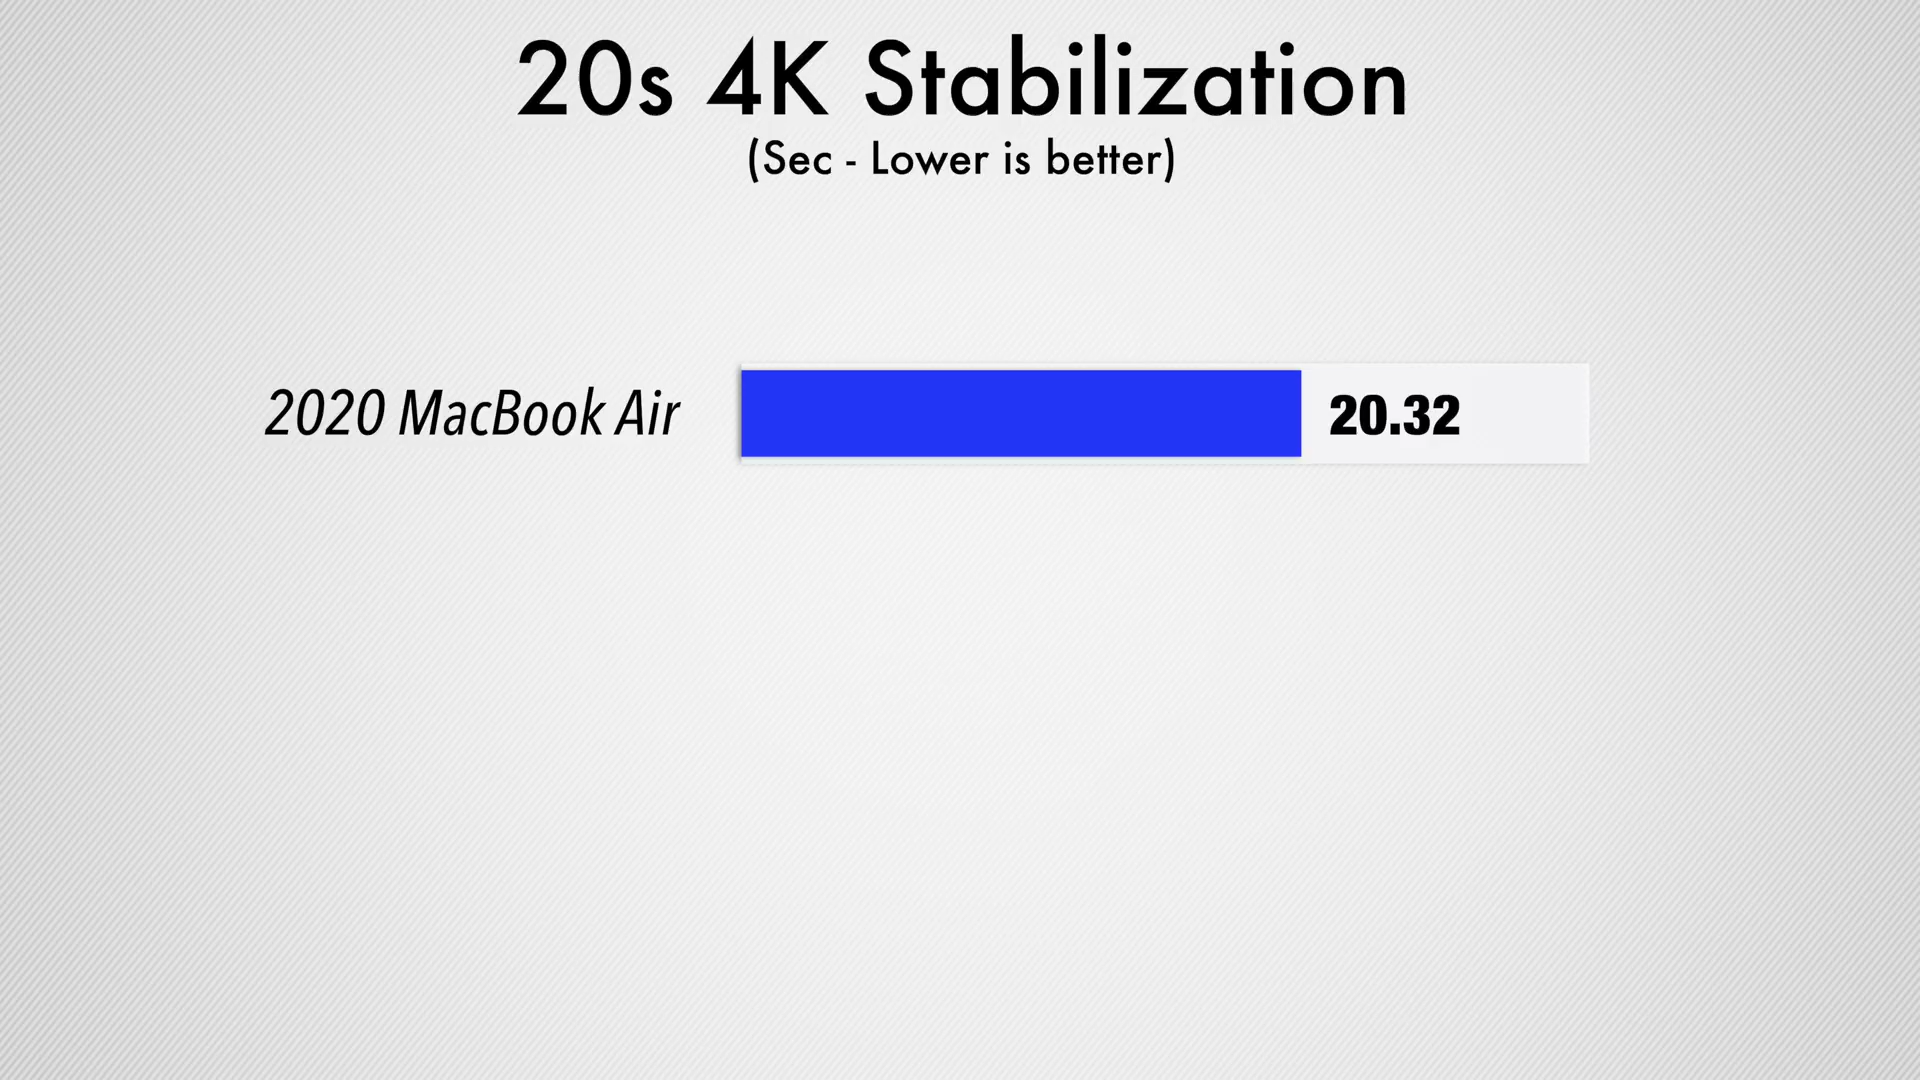 20s 4K Stabilization
(Sec - Lower is better)
2020 MacBook Air 20.32